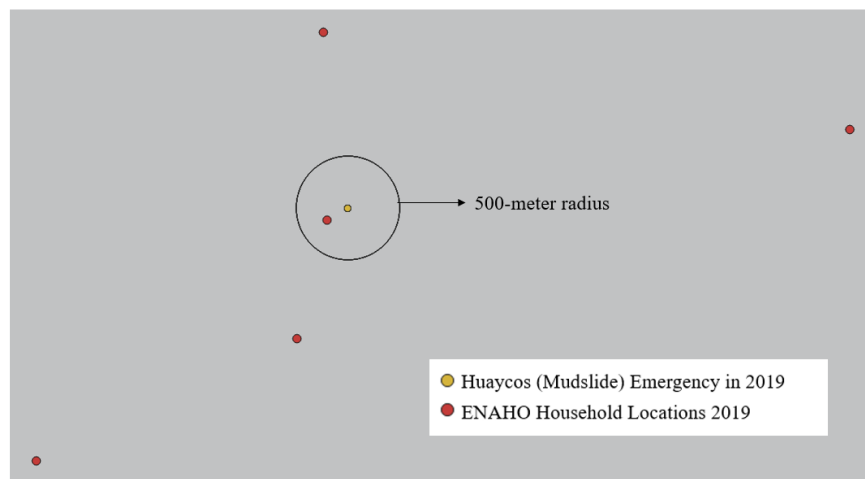 500-meter radius
Huaycos (Mudslide) Emergency in 2019
ENAHO Household Locations 2019